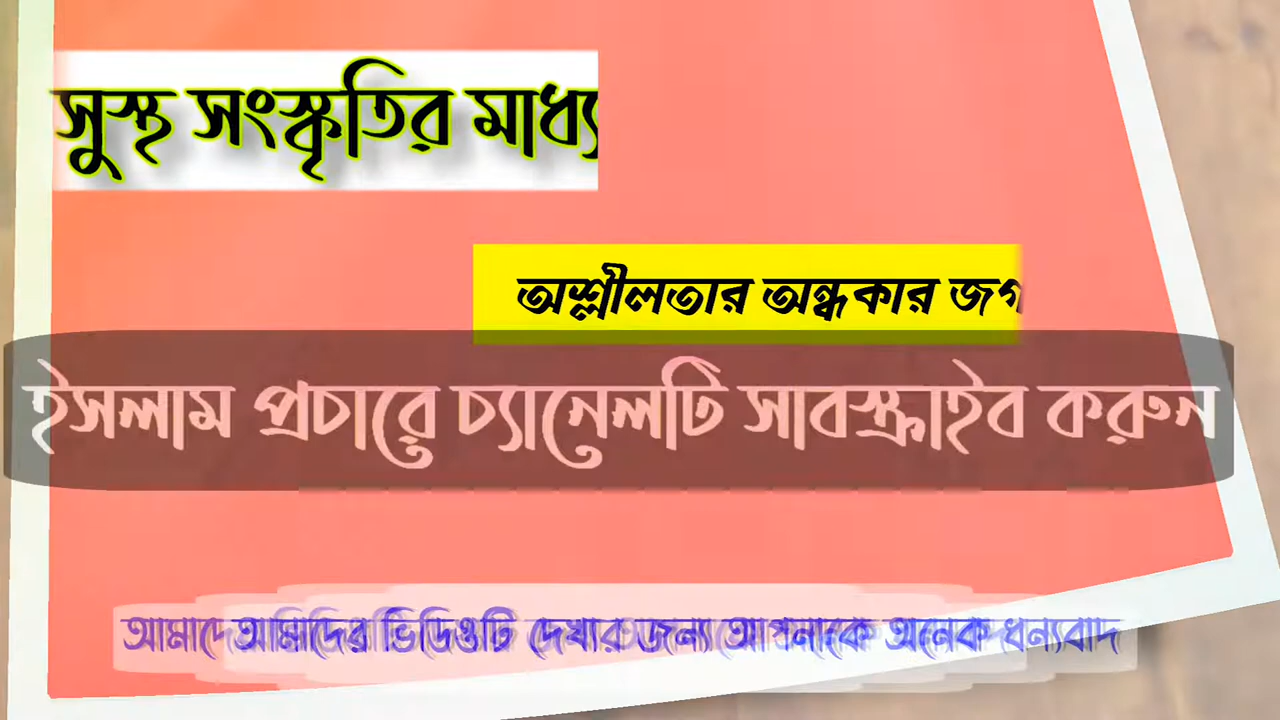 সুস্থ সংস্কৃতির মাধ্য
অশ্লীলতার অন্ধকার জগ
ইসলাম প্রচারে চ্যানেলটি সাবস্ক্রাইব করুন
আমাদের ভিডিওটি দেখার জন্য আপনাকে অনেক ধন্যবাদ